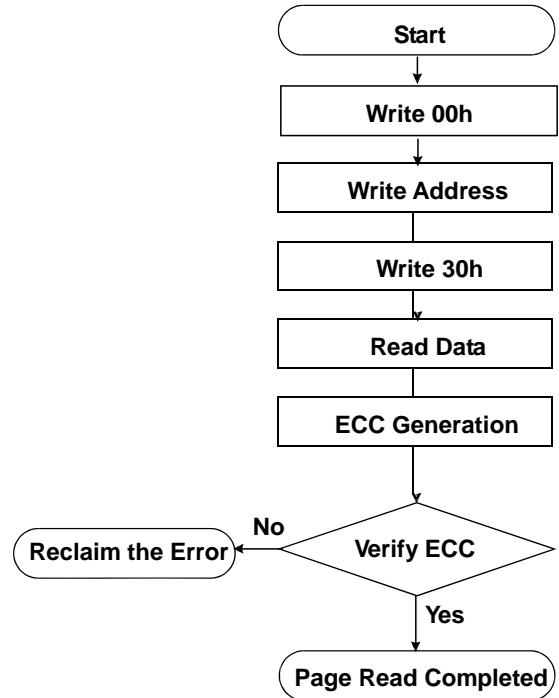 Start
Write 00h
Write Address
Write 30h
Read Data
ECC Generation
No
Reclaim the Error
Verify ECC
Yes
Page Read Completed